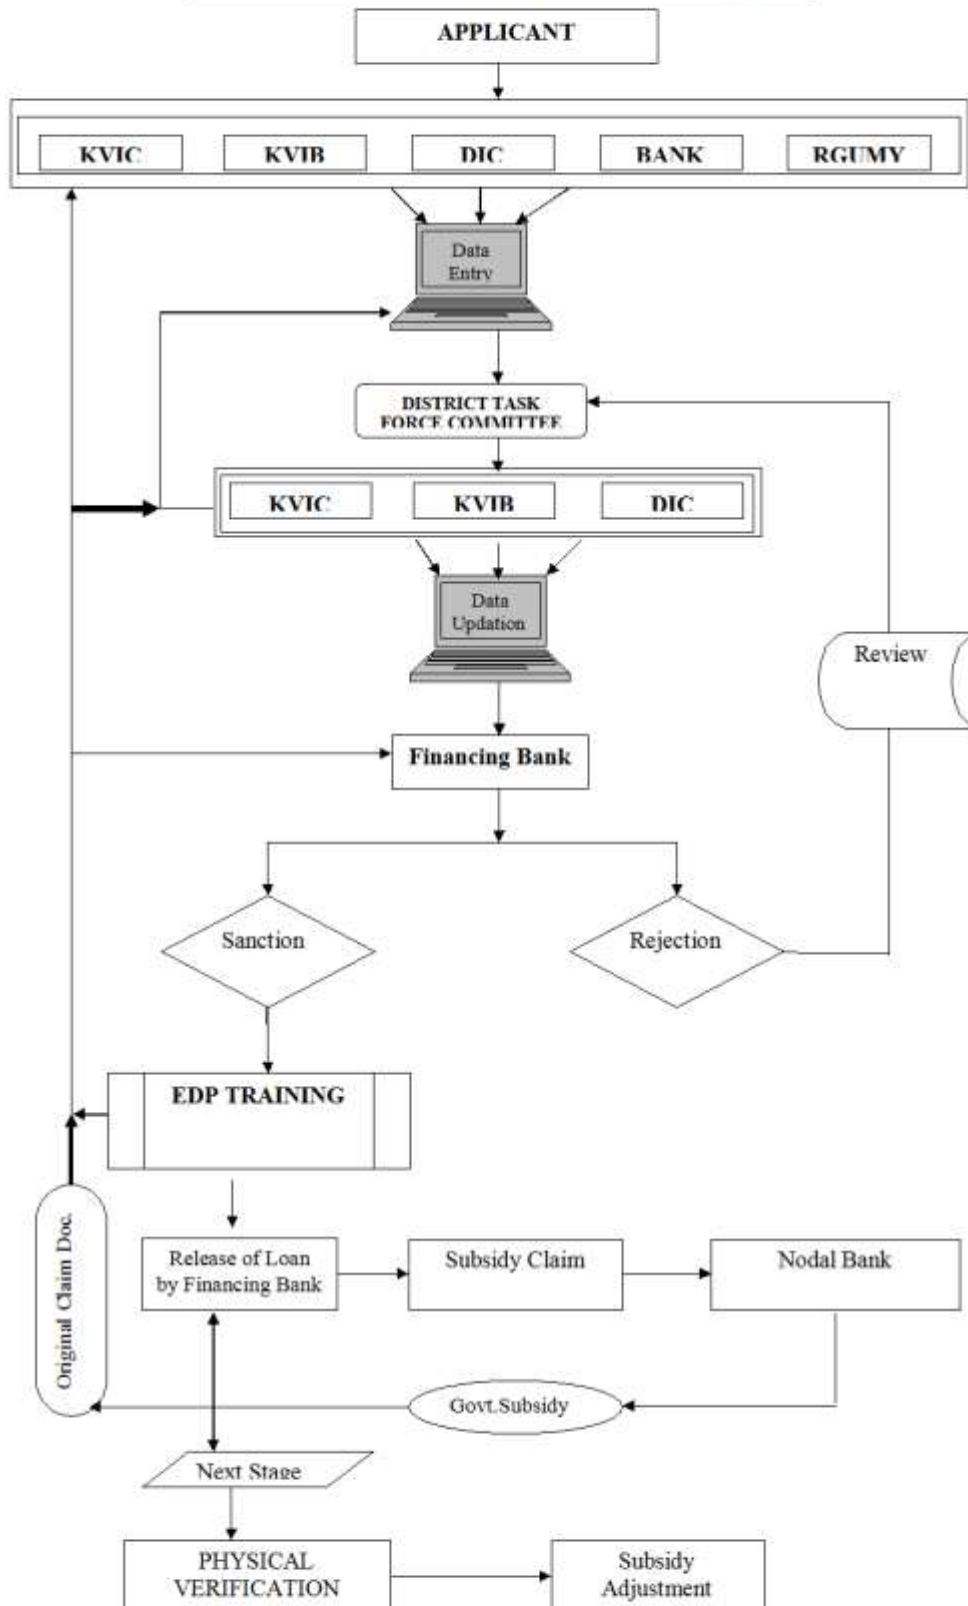 APPLICANT
KVIC
KVIB
DIC
BANK
RGUMY
Data
Entry
DISTRICT TASK
FORCE COMMITTEE
KVIC
KVIB
DIC
Data
Updation
Review
Financing Bank
Sanction
Rejection
EDP TRAINING
Original Claim Doc.
Release of Loan
by Financing Bank
Subsidy Claim
Nodal Bank
Govt.Subsidy
Next Stage
PHYSICAL
VERIFICATION
Subsidy
Adjustment